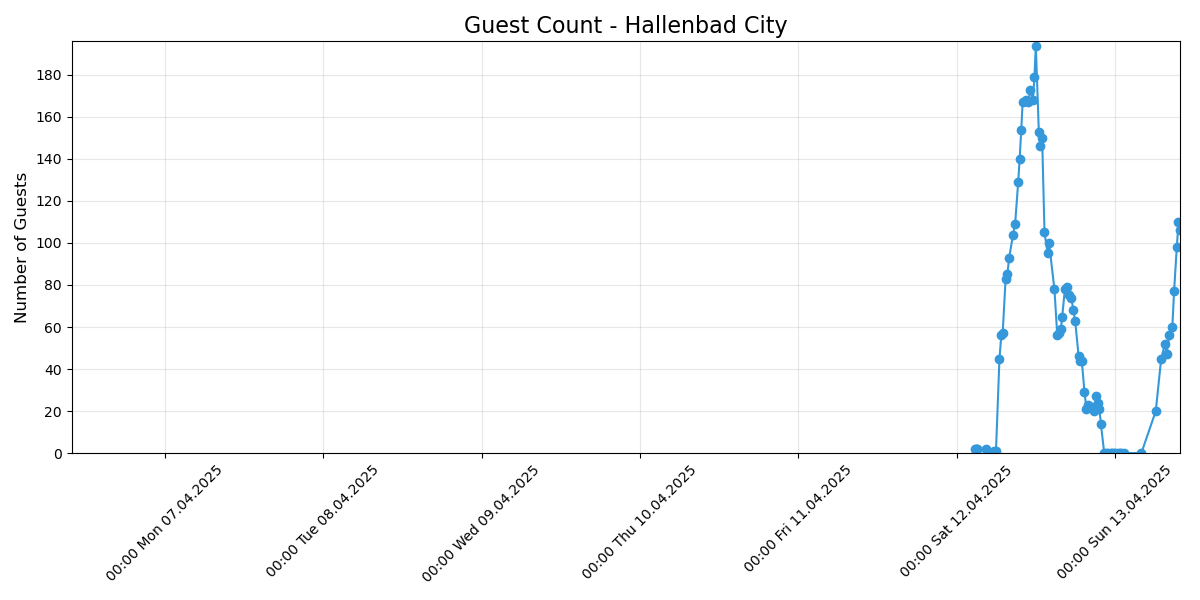 Guest Count - Hallenbad City
Number of Guests
180
160
140
120
100
80
60
40
20
0
00:00 Mon 07.04.2025
00:00 Tue 08.04.2025
00:00 Wed 09.04.2025
00:00 Thu 10.04.2025
00:00 Fri 11.04.2025
00:00 Sat 12.04.2025
00:00 Sun 13.04.2025